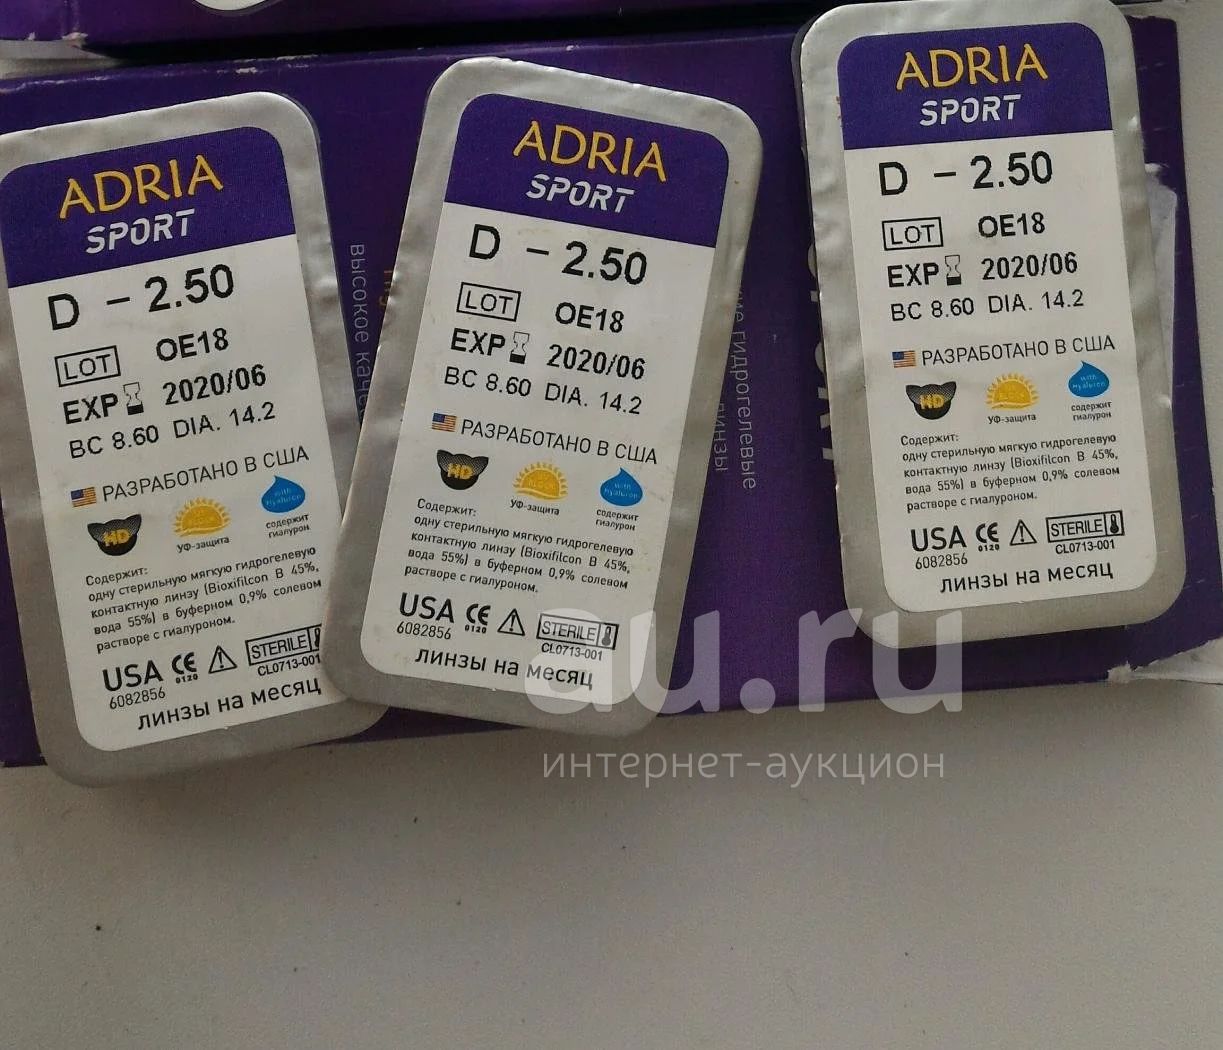 ADRIA
SPORT
D - 2.50
LOT OE18
EXP 2020/06
BC 8.60 DIA. 14.2
РАЗРАБОТАНО В США
HD
УФ-защита
with Hyaluron
содержит
гиалурон
Содержит:
одну стерильную мягкую гидрогелевую
контактную линзу (Bioxifilcon B 45%,
вода 55%) в буферном 0,9% солевом
растворе с гиалуроном.
USA CE 0120 STERILE
6082856 CL0713-001
ЛИНЗЫ НА МЕСЯЦ
ADRIA
SPORT
D - 2.50
LOT OE18
EXP 2020/06
BC 8.60 DIA. 14.2
РАЗРАБОТАНО В США
HD
УФ-защита
with Hyaluron
содержит
гиалурон
Содержит:
одну стерильную мягкую гидрогелевую
контактную линзу (Bioxifilcon B 45%,
вода 55%) в буферном 0,9% солевом
растворе с гиалуроном.
USA CE 0120 STERILE
6082856 CL0713-001
ЛИНЗЫ НА МЕСЯЦ
ADRIA
SPORT
D - 2.50
LOT OE18
EXP 2020/06
BC 8.60 DIA. 14.2
РАЗРАБОТАНО В США
HD
УФ-защита
with Hyaluron
содержит
гиалурон
Содержит:
одну стерильную мягкую гидрогелевую
контактную линзу (Bioxifilcon B 45%,
вода 55%) в буферном 0,9% солевом
растворе с гиалуроном.
USA CE 0120 STERILE
6082856 CL0713-001
ЛИНЗЫ НА МЕСЯЦ
высокое
гидрогелевые
линзы
au.ru
интернет-аукцион